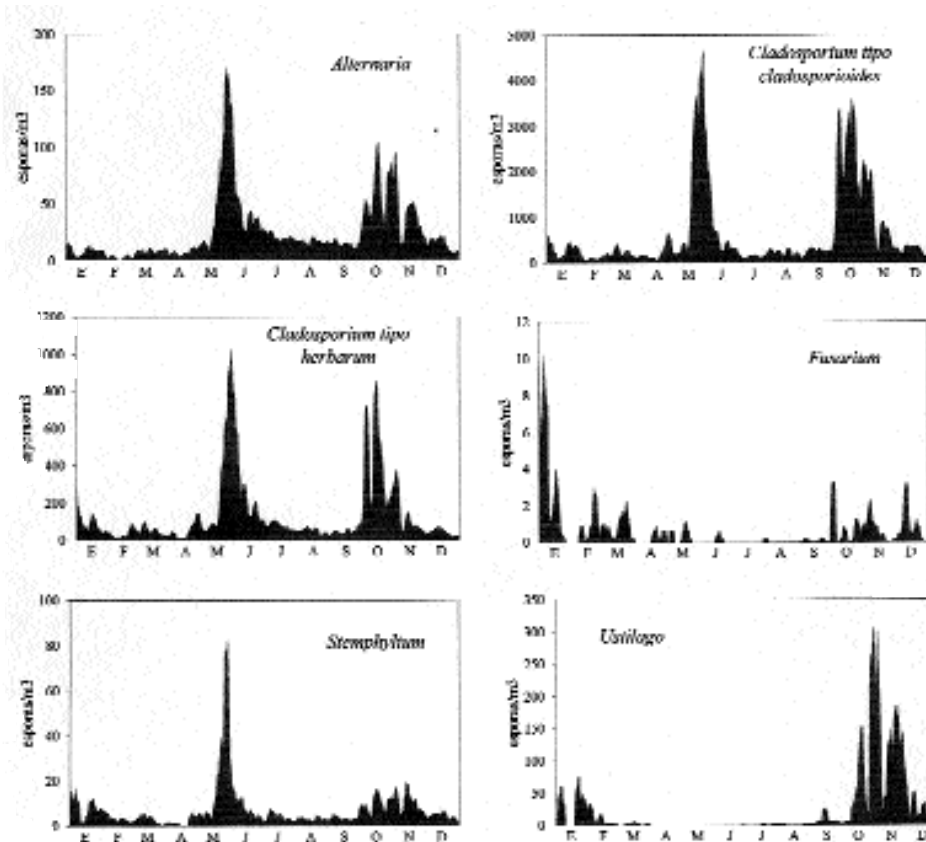 200
150
100
50
0
esporas/m3
Alternaria
E F M A M J J A S O N D
5000
4000
3000
2000
1000
0
esporas/m3
Cladosporium tipo
cladosporioides
E F M A M J J A S O N D
1200
1000
800
600
400
200
0
esporas/m3
Cladosporium tipo
herbarum
E F M A M J J A S O N D
12
10
8
6
4
2
0
esporas/m3
Fusarium
E F M A M J J A S O N D
100
80
60
40
20
0
esporas/m3
Stemphylium
E F M A M J J A S O N D
350
300
250
200
150
100
50
0
esporas/m3
Ustilago
E F M A M J J A S O N D